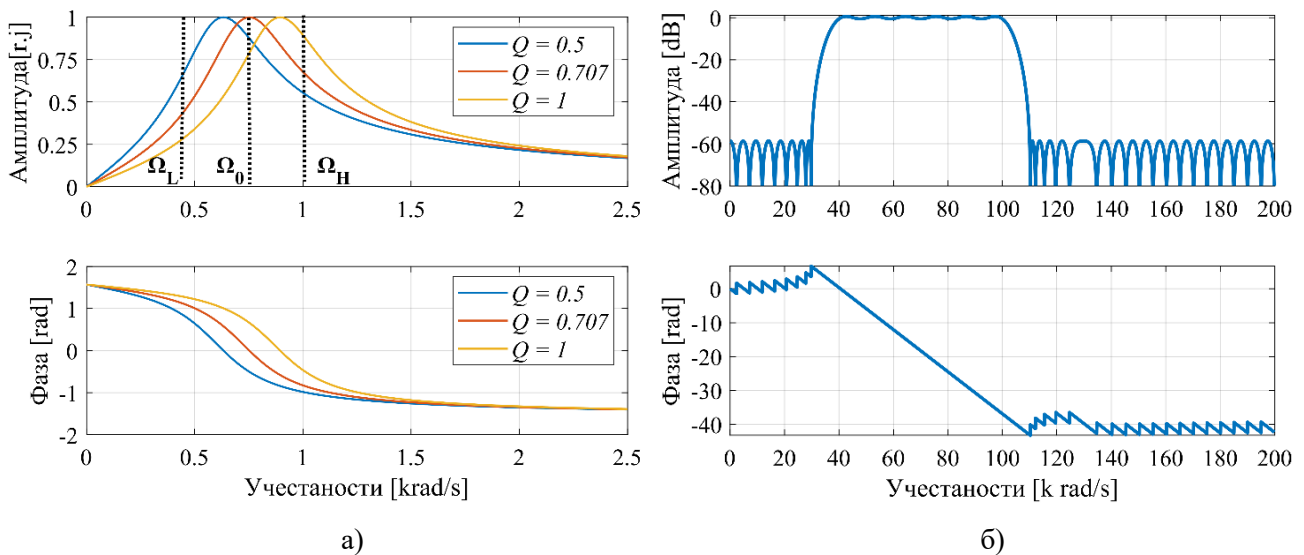 Амплитуда[r.j]
1
0.75
0.5
0.25
0
Q = 0.5
Q = 0.707
Q = 1
Ω_L
Ω_0
Ω_H
0 0.5 1 1.5 2 2.5
Фаза [rad]
2
1
0
-1
-2
Q = 0.5
Q = 0.707
Q = 1
0 0.5 1 1.5 2 2.5
Учестаности [krad/s]
а)
Амплитуда [dB]
0
-20
-40
-60
-80
0 20 40 60 80 100 120 140 160 180 200
Фаза [rad]
0
-10
-20
-30
-40
0 20 40 60 80 100 120 140 160 180 200
Учестаности [k rad/s]
б)